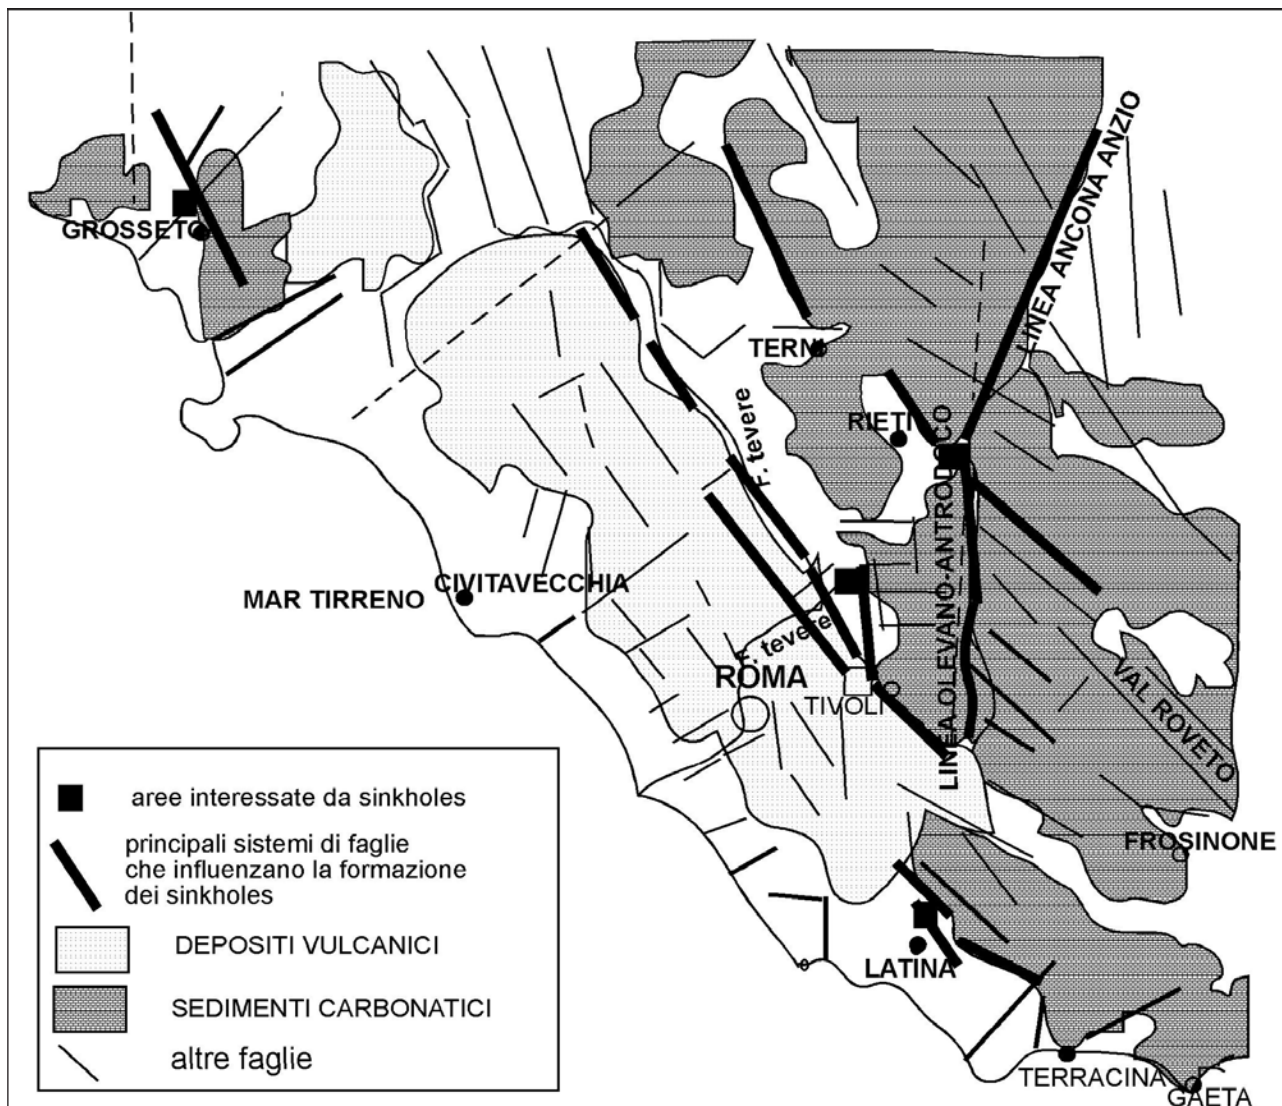 GROSSETO
LINEA ANCONA ANZIO
TERNI
F. tevere
RIETI
LINEA OLEVANO-ANTRODOCO
MAR TIRRENO
CIVITAVECCHIA
F. tevere
ROMA
TIVOLI
VAL ROVETO
FROSINONE
LATINA
TERRACINA
GAETA
aree interessate da sinkholes
principali sistemi di faglie
che influenzano la formazione
dei sinkholes
DEPOSITI VULCANICI
SEDIMENTI CARBONATICI
altre faglie